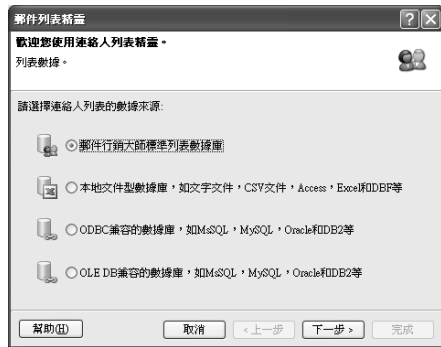 郵件列表精靈
歡迎您使用連絡人列表精靈。
列表數據。
請選擇連絡人列表的數據來源:
郵件行銷大師標準列表數據庫
本地文件型數據庫，如文字文件，CSV文件，Access，Excel和DBF等
ODBC兼容的數據庫，如MsSQL，MySQL，Oracle和DB2等
OLE DB兼容的數據庫，如MsSQL，MySQL，Oracle和DB2等
幫助(H) 取消 <上一步 下一步> 完成